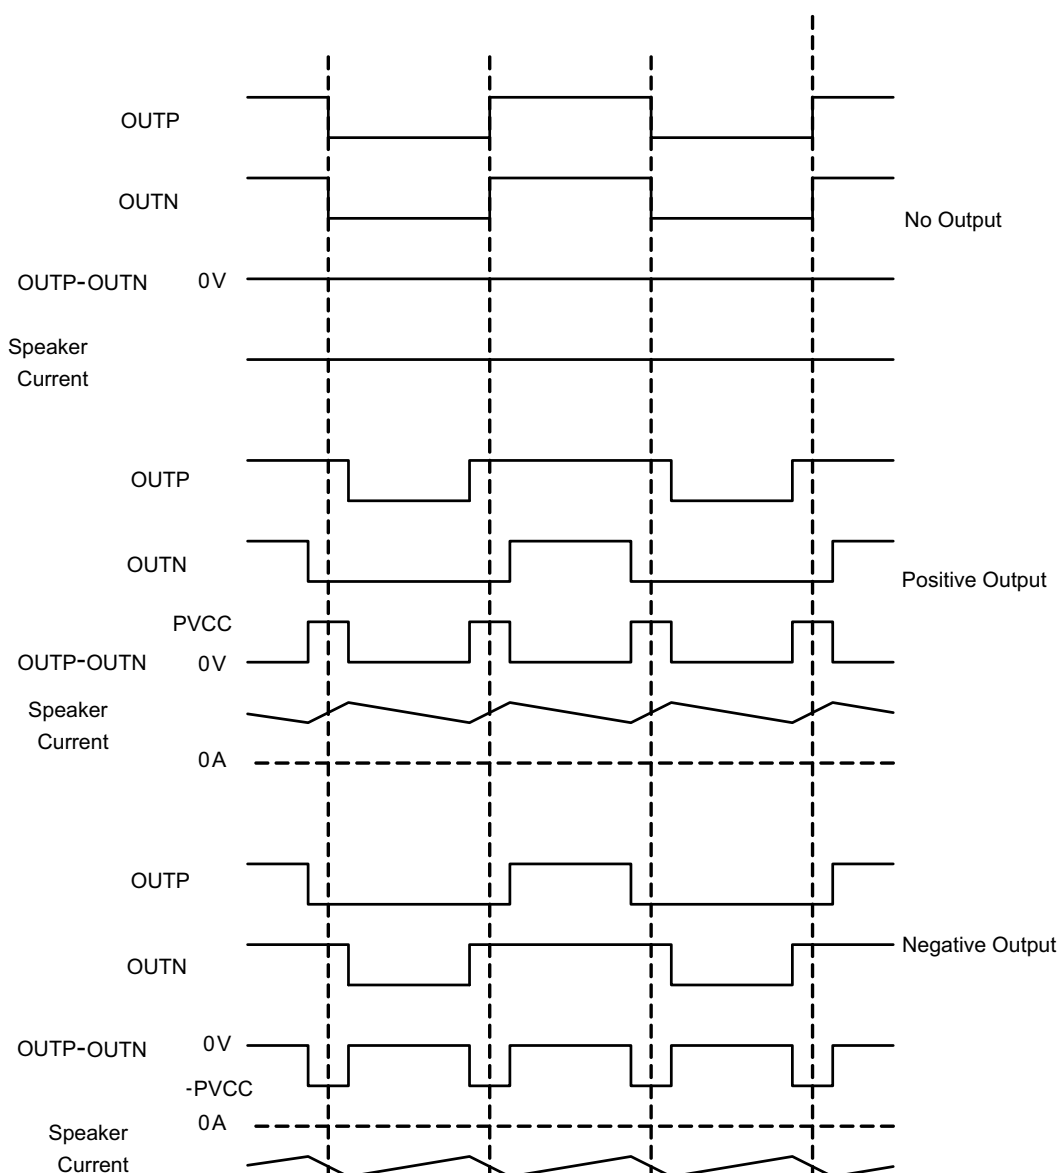 OUTP
OUTN
No Output
OUTP-OUTN 0V
Speaker
Current
OUTP
OUTN
Positive Output
PVCC
OUTP-OUTN 0V
Speaker
Current
0A
OUTP
Negative Output
OUTN
OUTP-OUTN 0V
-PVCC
0A
Speaker
Current